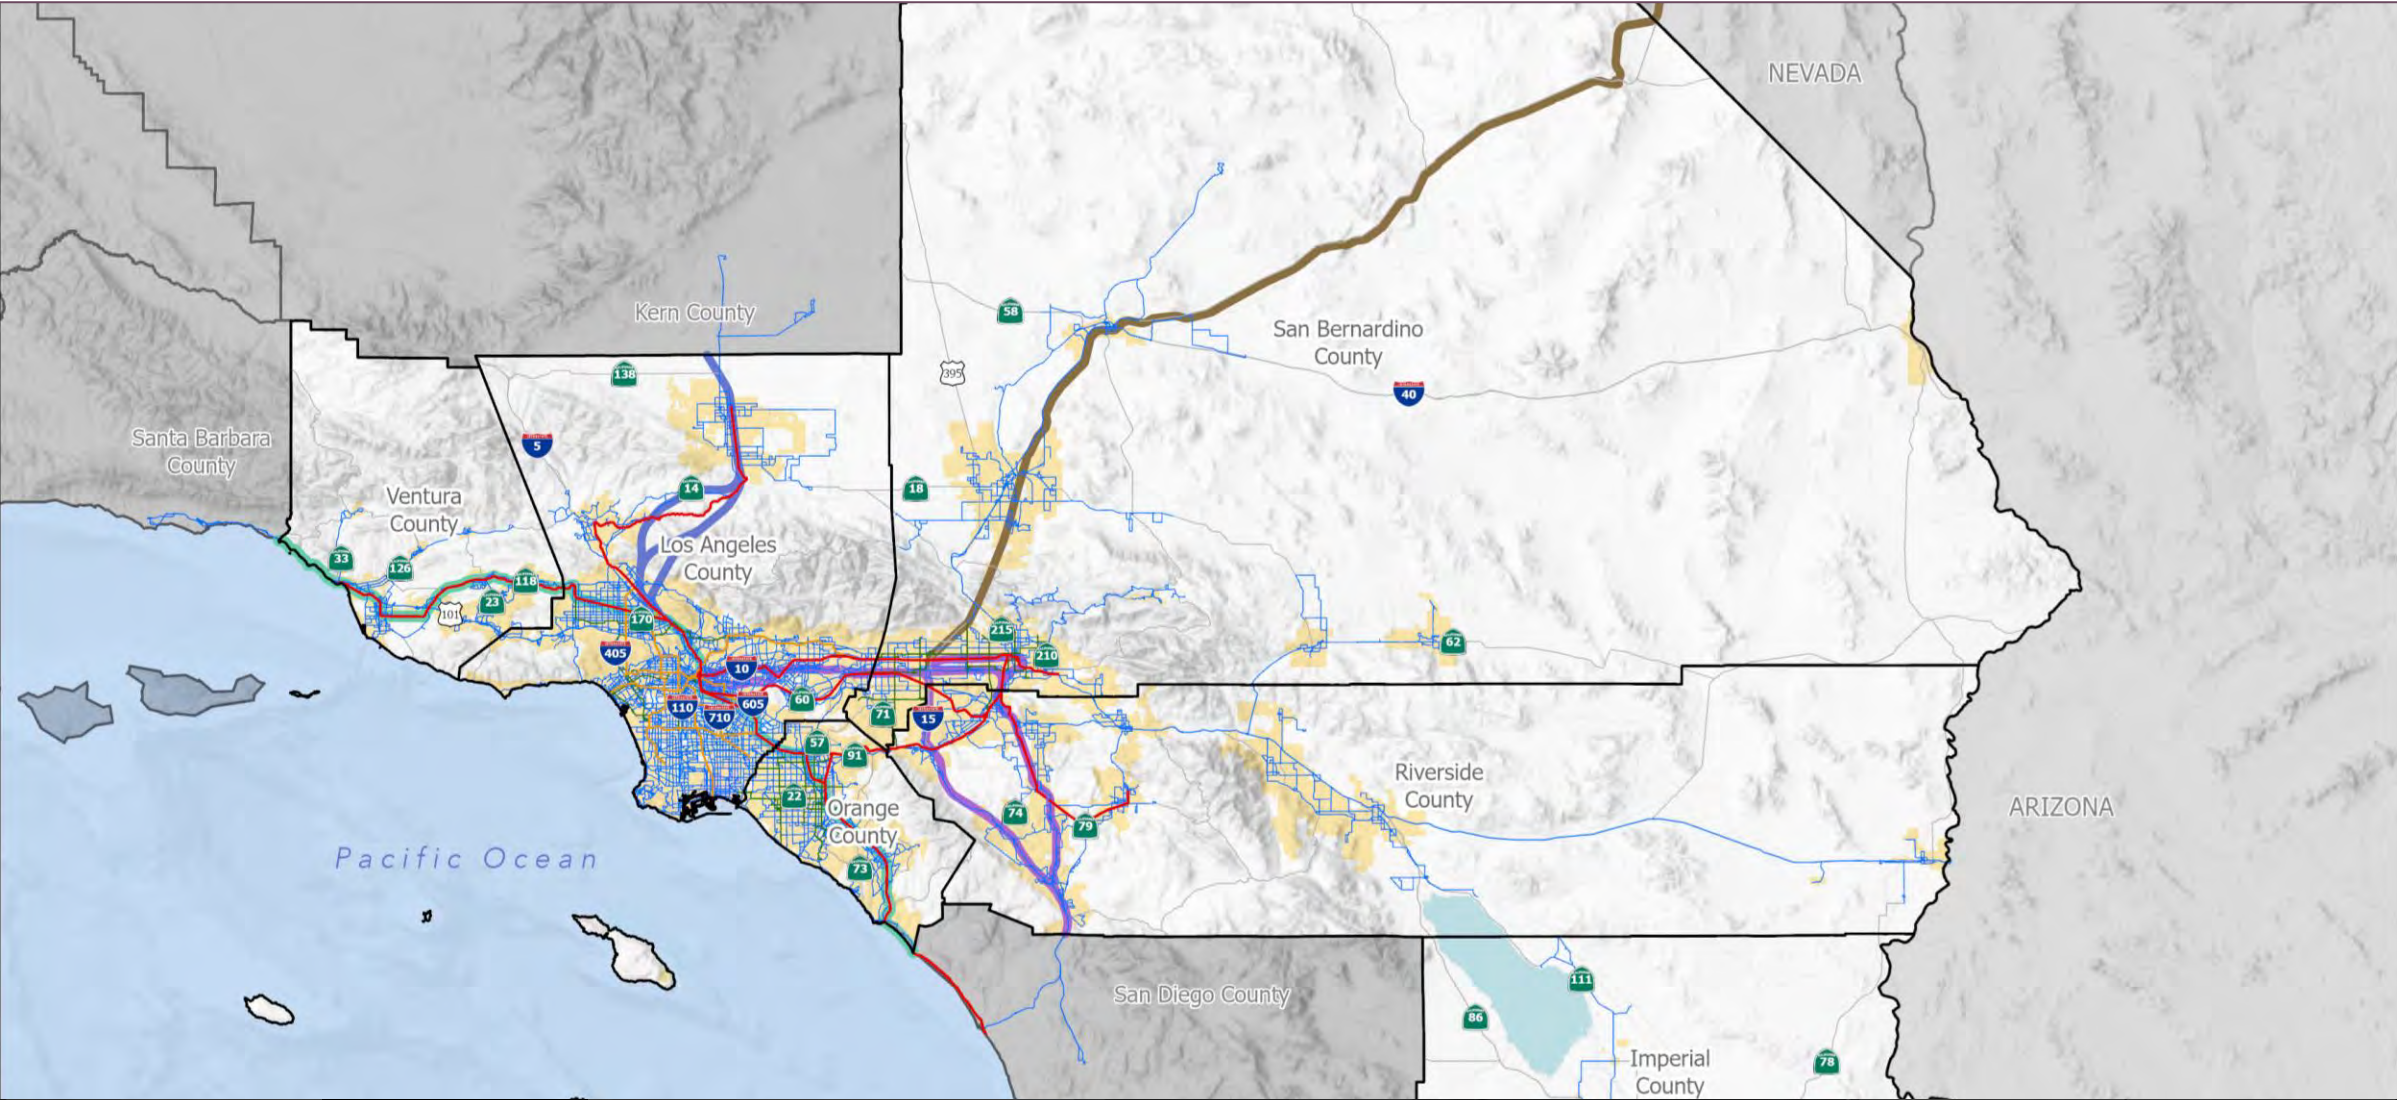 NEVADA
Kern County
58
San Bernardino
County
138
395
40
5
Santa Barbara
County
14
18
Ventura
County
Los Angeles
County
33
126
118
23
101
170
215
62
405
10
210
60
110
710
605
71
15
57
91
Riverside
County
22
Orange
County
74
79
ARIZONA
Pacific Ocean
73
San Diego County
111
86
Imperial
County
78